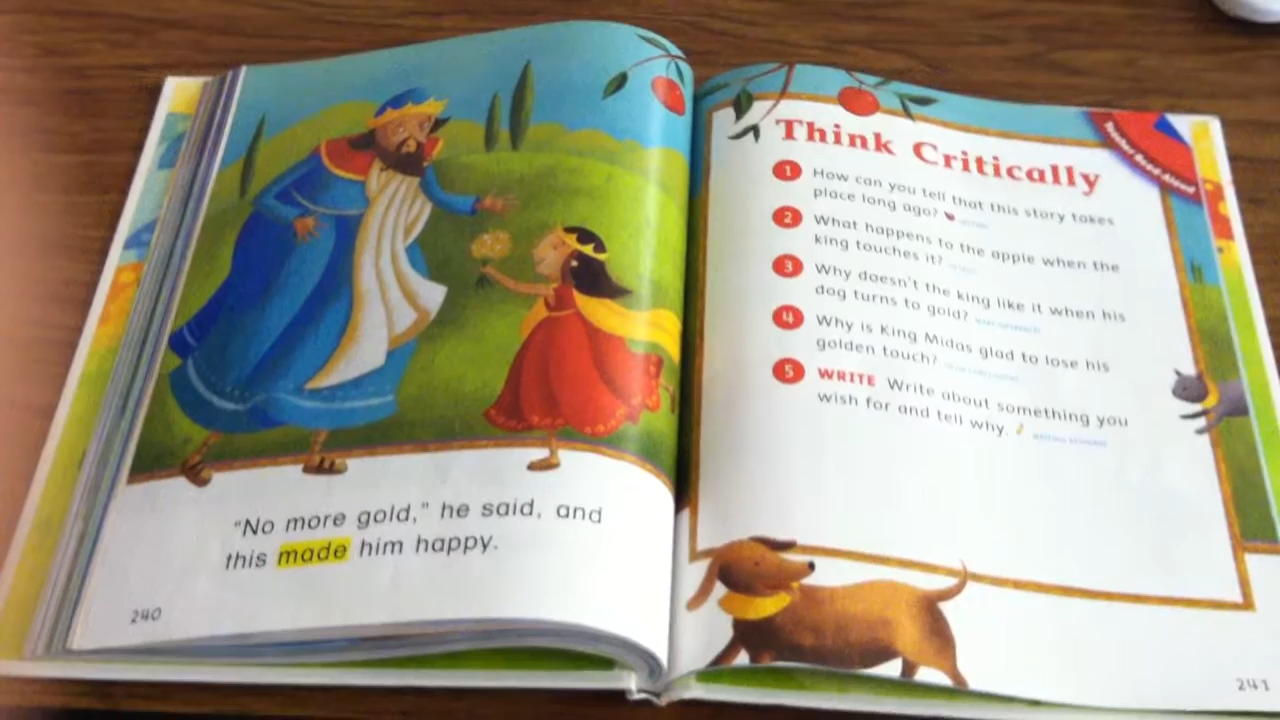 "No more gold," he said, and
this made him happy.
240
Think Critically
Teacher Read-Aloud
1 How can you tell that this story takes
place long ago?
2 What happens to the apple when the
king touches it?
3 Why doesn't the king like it when his
dog turns to gold?
4 Why is King Midas glad to lose his
golden touch?
5 WRITE Write about something you
wish for and tell why.
241